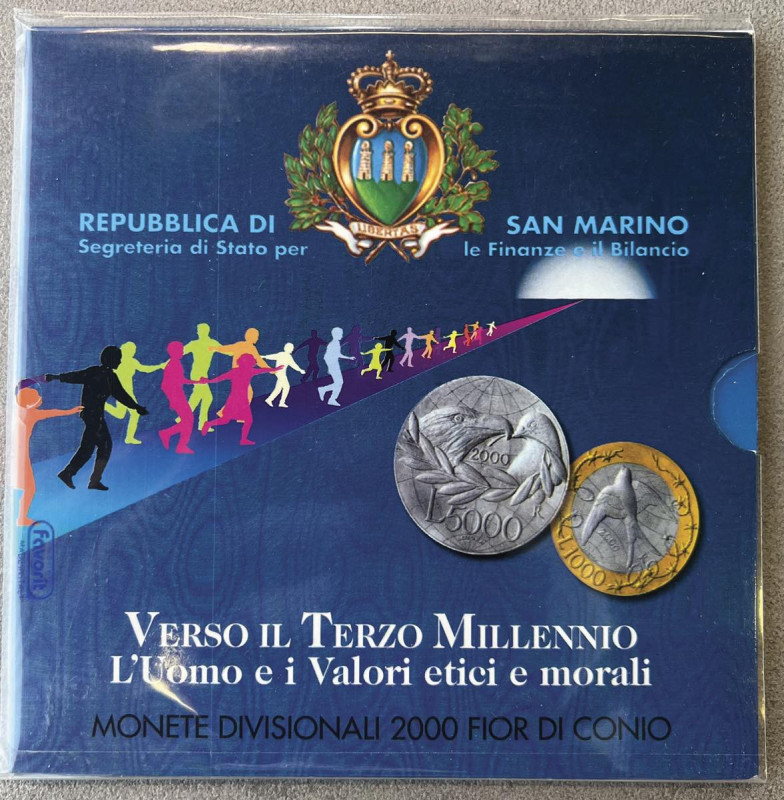 LIBERTAS
REPUBBLICA DI SAN MARINO
Segreteria di Stato per le Finanze e il Bilancio
2000
L.5000
R
L.1000
Favorit
VERSO IL TERZO MILLENNIO
L'Uomo e i Valori etici e morali
MONETE DIVISIONALI 2000 FIOR DI CONIO